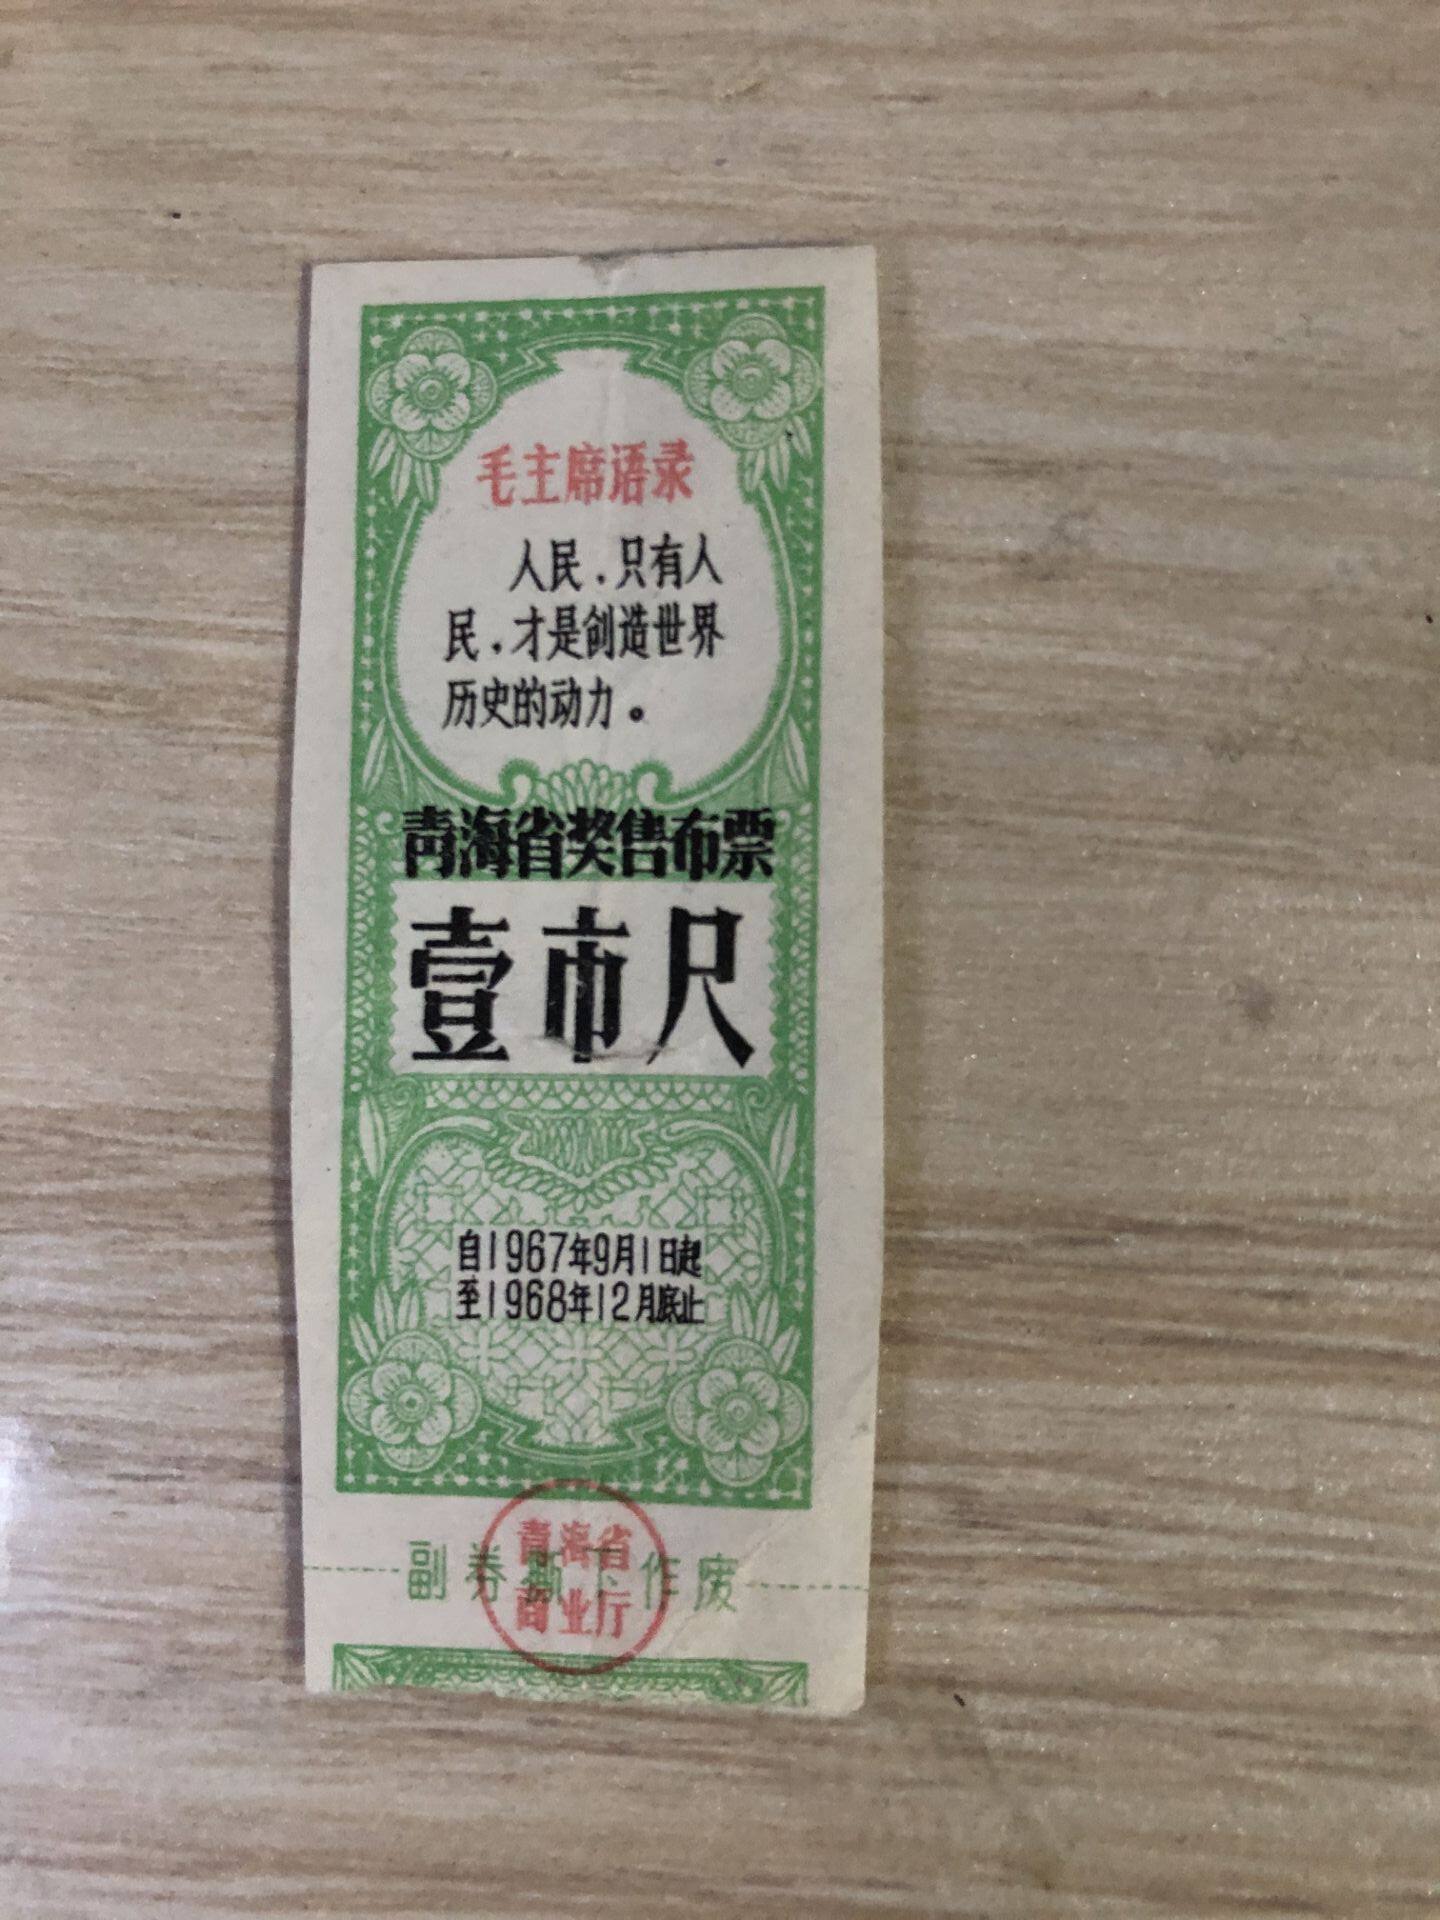 毛主席语录
人民，只有人
民，才是创造世界
历史的动力。
青海省奖售布票
壹市尺
自1967年9月1日起
至1968年12月底止
青海省
副券撕下作废
商业厅